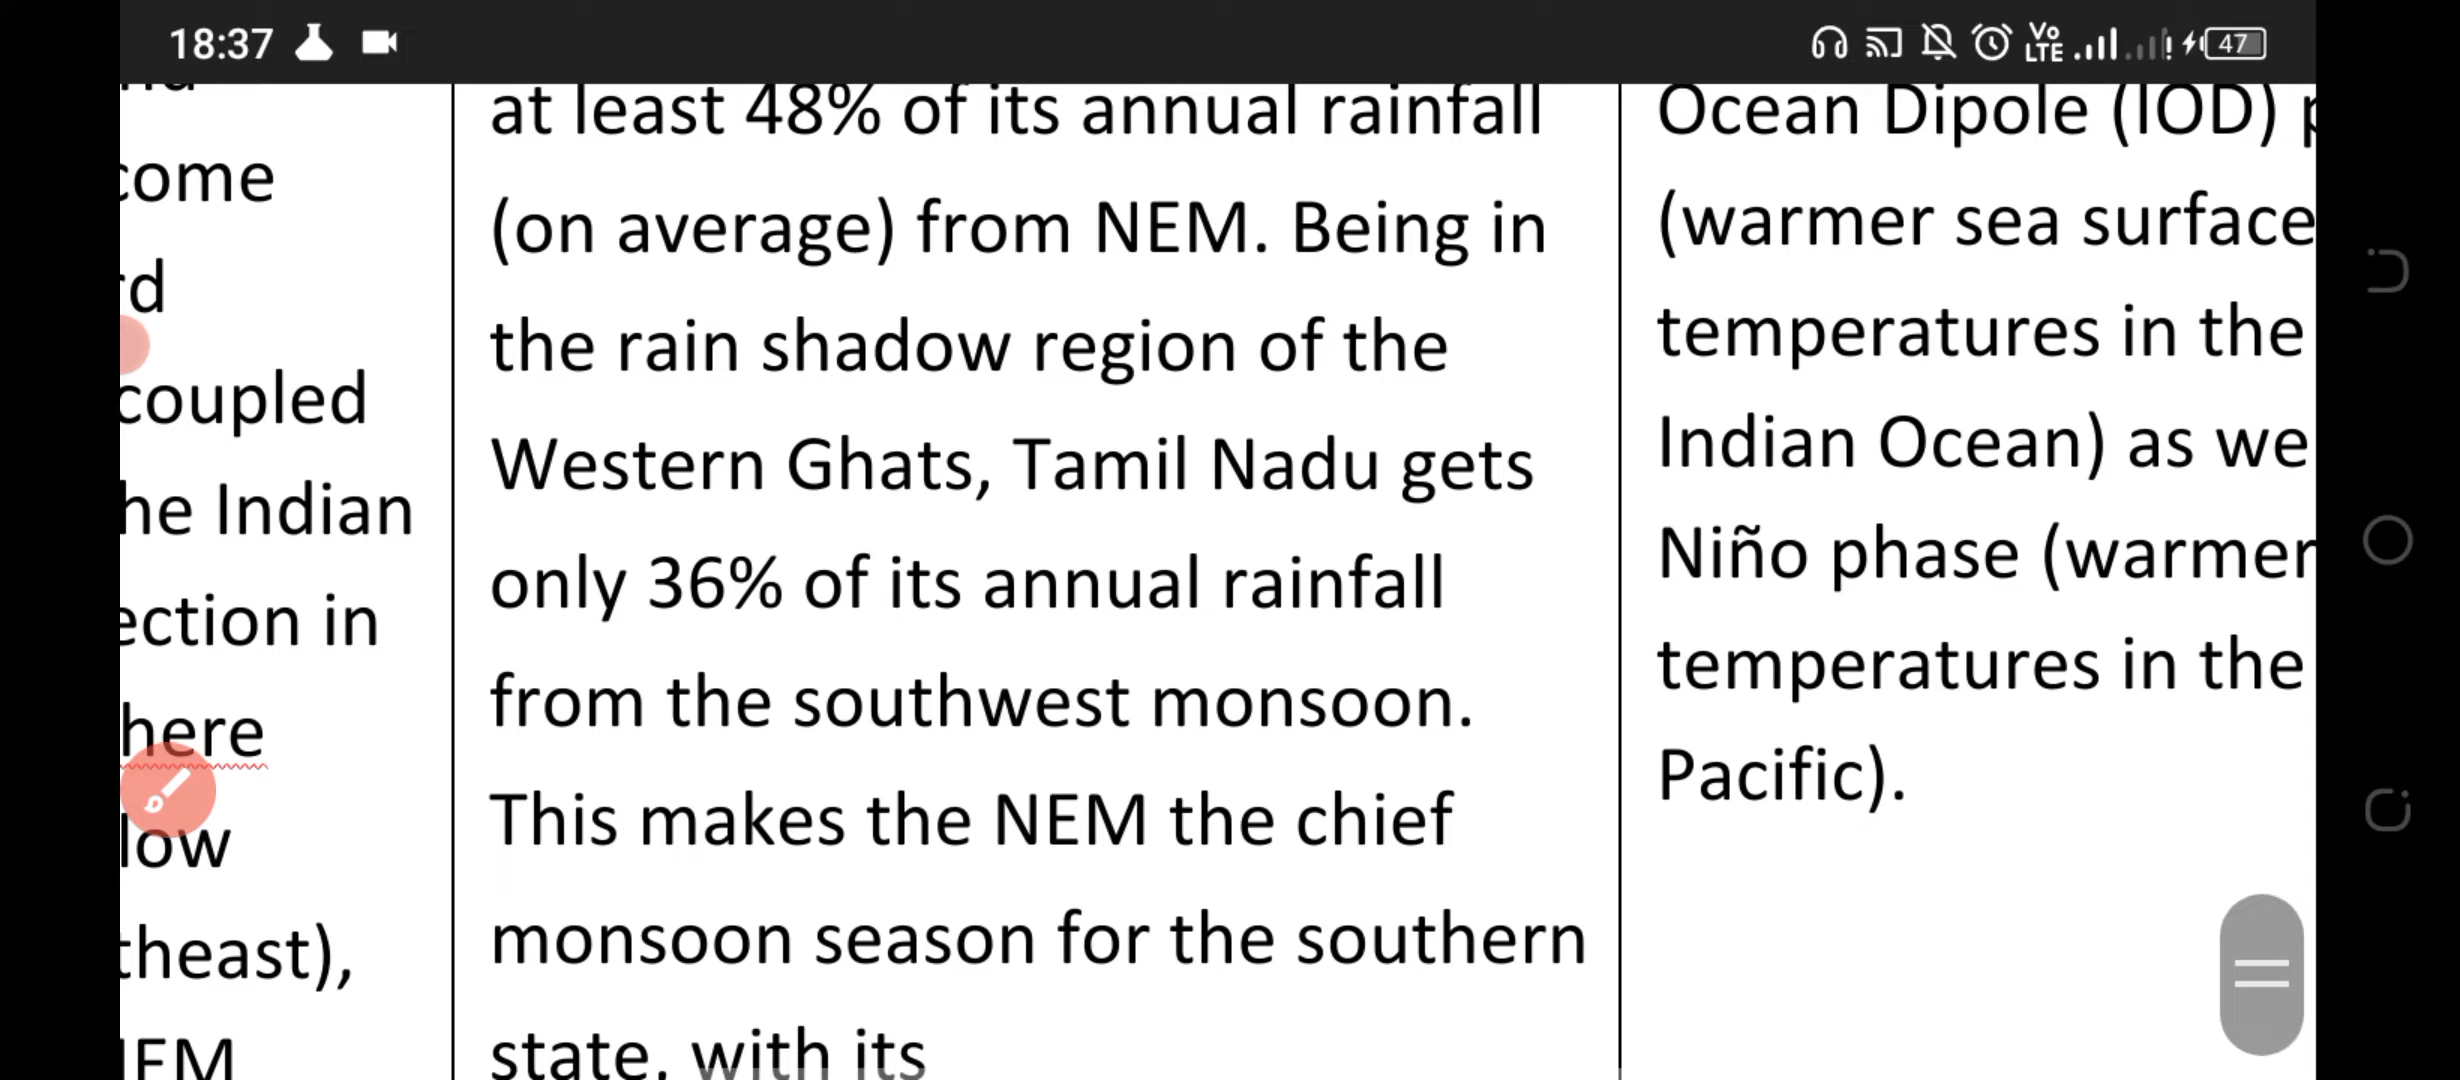 18:37
Vo LTE 47
come
rd
coupled
he Indian
ection in
here
low
theast),
at least 48% of its annual rainfall
(on average) from NEM. Being in
the rain shadow region of the
Western Ghats, Tamil Nadu gets
only 36% of its annual rainfall
from the southwest monsoon.
This makes the NEM the chief
monsoon season for the southern
state, with its
Ocean Dipole (IOD) p
(warmer sea surface
temperatures in the
Indian Ocean) as we
Niño phase (warmer
temperatures in the
Pacific).